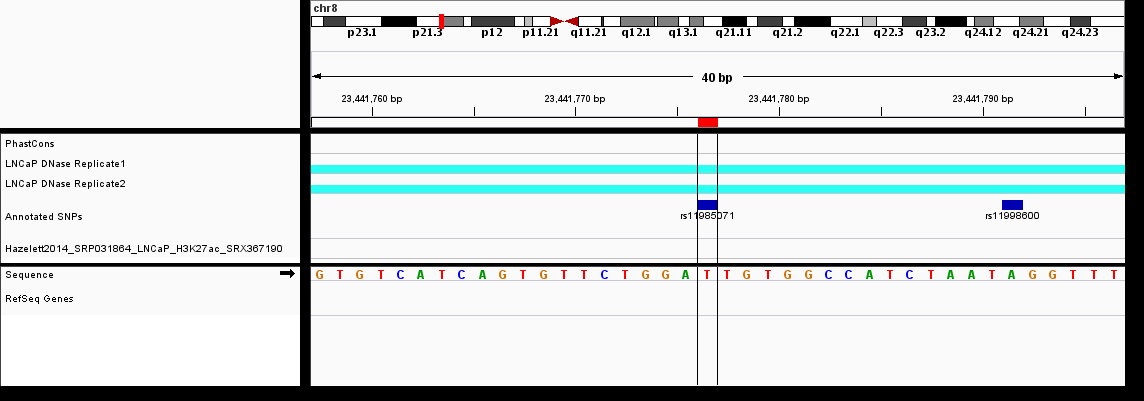 chr8
p23.1 p21.3 p12 p11.21 q11.21 q12.1 q13.1 q21.11 q21.2 q22.1 q22.3 q23.2 q24.12 q24.21 q24.23
40 bp
23,441,760 bp 23,441,770 bp 23,441,780 bp 23,441,790 bp
PhastCons
LNCaP DNase Replicate1
LNCaP DNase Replicate2
Annotated SNPs rs11985071 rs11998600
Hazelett2014_SRP031864_LNCaP_H3K27ac_SRX367190
Sequence G T G T C A T C A G T G T T C T G G A T T G T G G C C A T C T A A T A G G T T T
RefSeq Genes